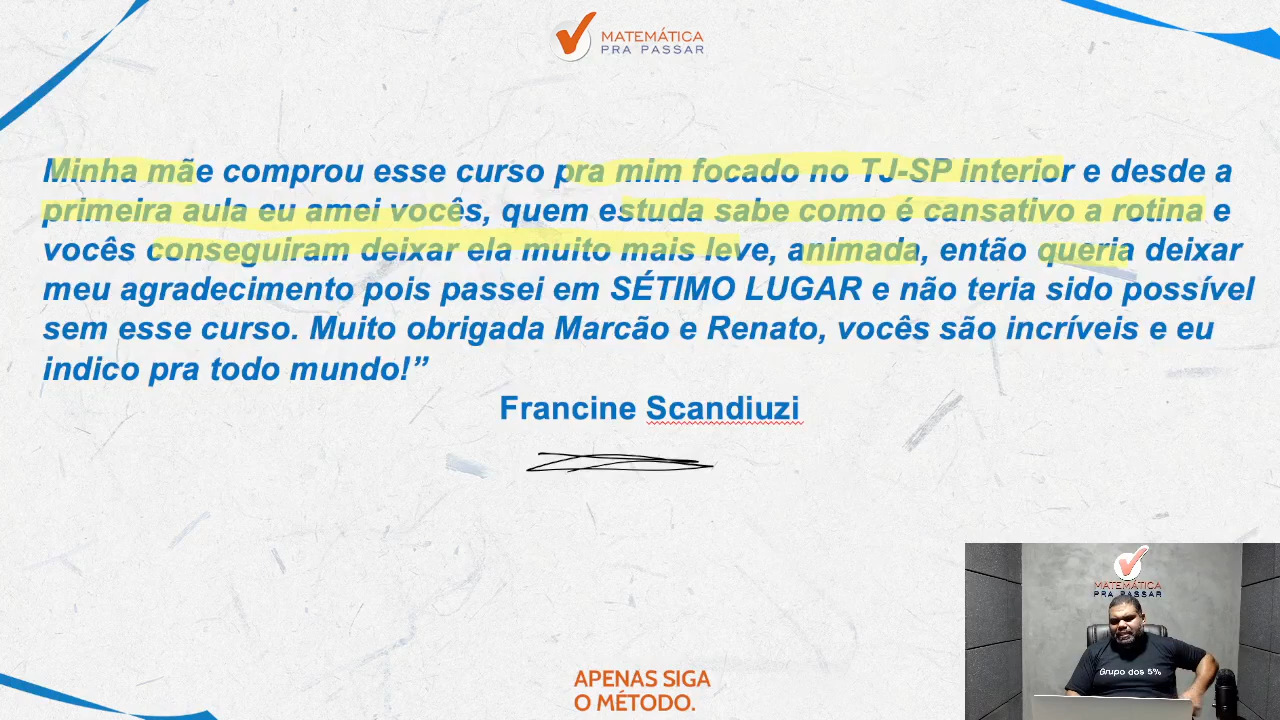 MATEMÁTICA
PRA PASSAR
Minha mãe comprou esse curso pra mim focado no TJ-SP interior e desde a
primeira aula eu amei vocês, quem estuda sabe como é cansativo a rotina e
vocês conseguiram deixar ela muito mais leve, animada, então queria deixar
meu agradecimento pois passei em SÉTIMO LUGAR e não teria sido possível
sem esse curso. Muito obrigada Marcão e Renato, vocês são incríveis e eu
indico pra todo mundo!”
Francine Scandiuzi
MATEMÁTICA
PRA PASSAR
Grupo dos 5%
APENAS SIGA
O MÉTODO.